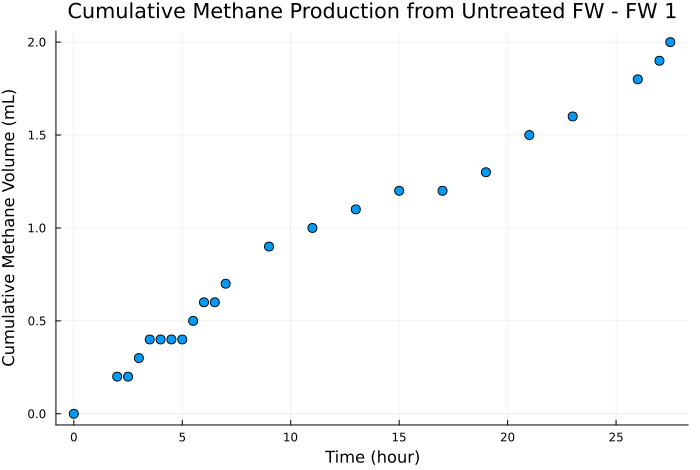 Cumulative Methane Production from Untreated FW - FW 1
Cumulative Methane Volume (mL)
2.0
1.5
1.0
0.5
0.0
0 5 10 15 20 25
Time (hour)